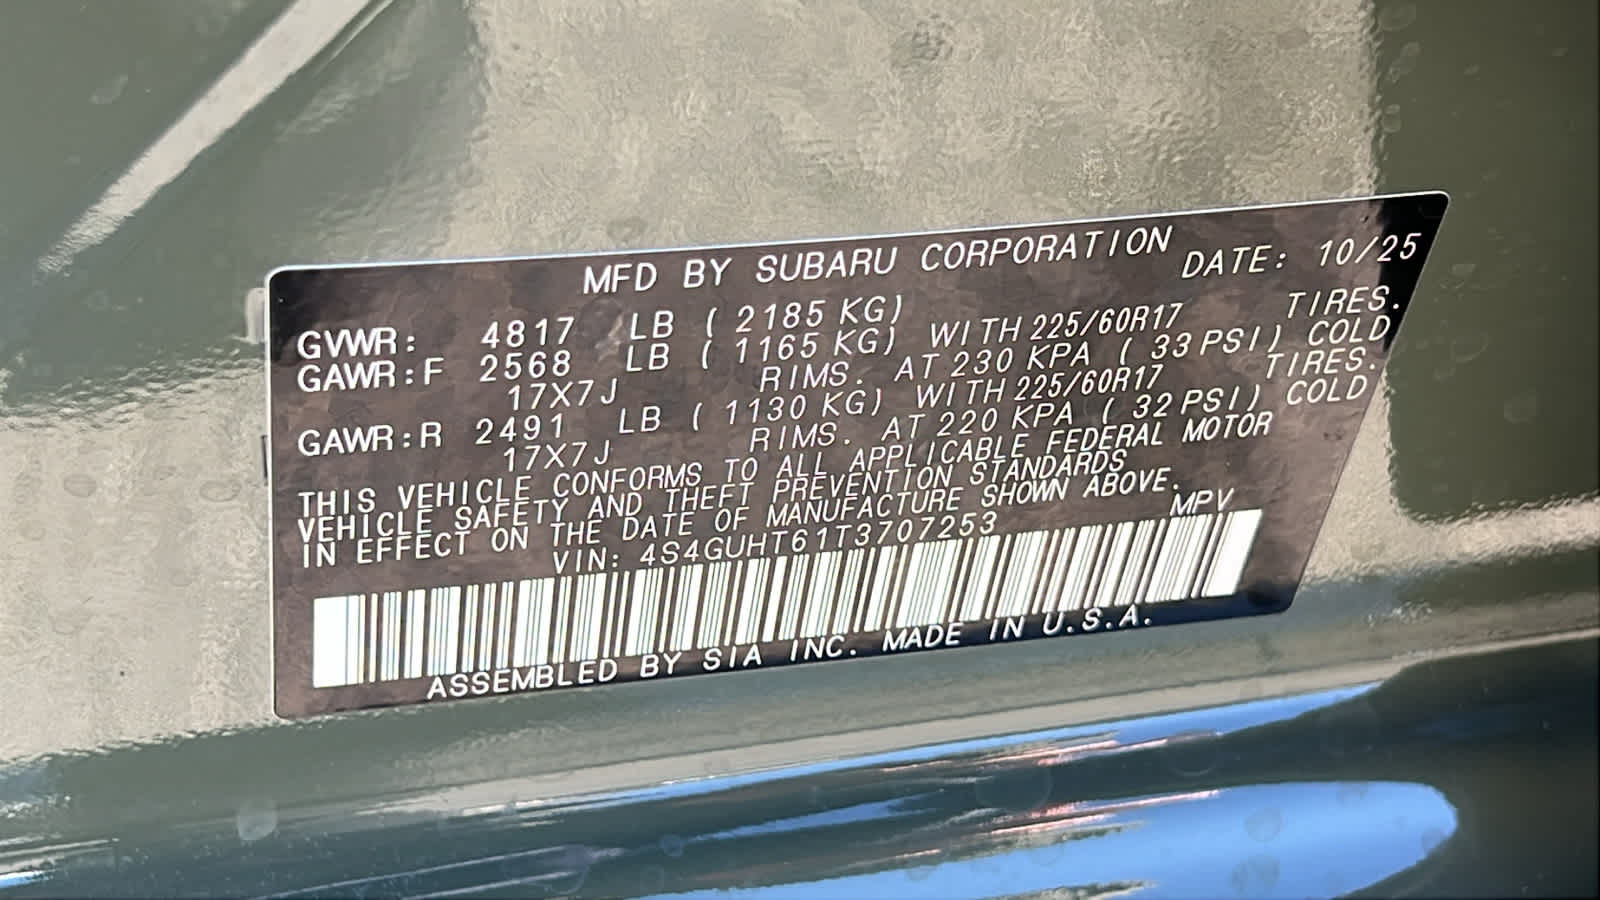 MFD BY SUBARU CORPORATION DATE: 10/25
GVWR: 4817 LB ( 2185 KG)
GAWR:F 2568 LB ( 1165 KG) WITH 225/60R17 TIRES.
17X7J RIMS. AT 230 KPA ( 33 PSI) COLD
GAWR:R 2491 LB ( 1130 KG) WITH 225/60R17 TIRES.
17X7J RIMS. AT 220 KPA ( 32 PSI) COLD
THIS VEHICLE CONFORMS TO ALL APPLICABLE FEDERAL MOTOR
VEHICLE SAFETY AND THEFT PREVENTION STANDARDS
IN EFFECT ON THE DATE OF MANUFACTURE SHOWN ABOVE.
VIN: 4S4GUHT61T3707253 MPV
ASSEMBLED BY SIA INC. MADE IN U.S.A.